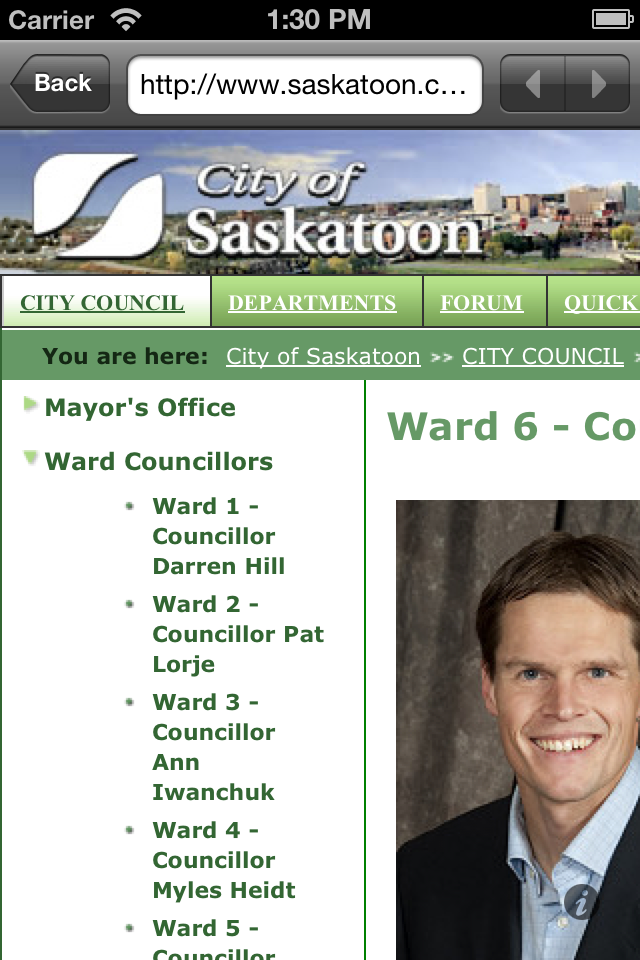 Carrier 1:30 PM
Back http://www.saskatoon.c...
City of
Saskatoon
CITY COUNCIL DEPARTMENTS FORUM QUICK
You are here: City of Saskatoon >> CITY COUNCIL >
Mayor's Office
Ward 6 - Co
Ward Councillors
Ward 1 -
Councillor
Darren Hill
Ward 2 -
Councillor Pat
Lorje
Ward 3 -
Councillor
Ann
Iwanchuk
Ward 4 -
Councillor
Myles Heidt
Ward 5 -
Councillor
i